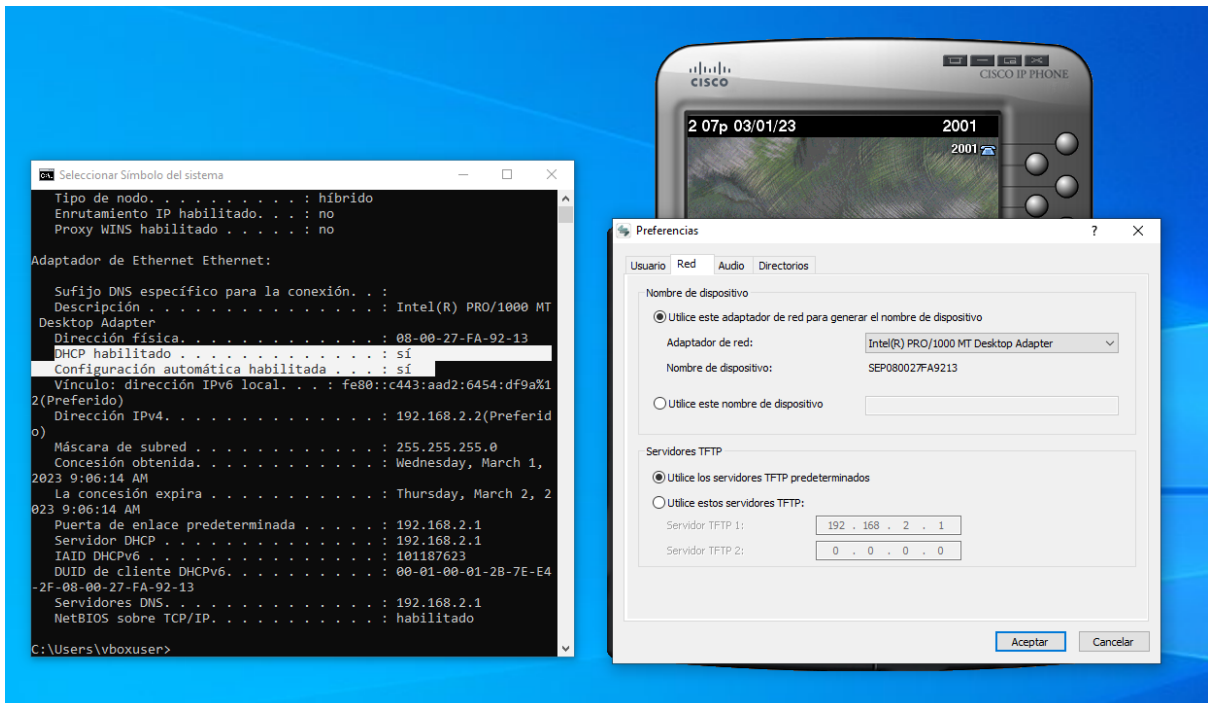 Seleccionar Símbolo del sistema
Tipo de nodo. . . . . . . . . . : híbrido
Enrutamiento IP habilitado. . . : no
Proxy WINS habilitado . . . . . : no
Adaptador de Ethernet Ethernet:
Sufijo DNS específico para la conexión. . :
Descripción . . . . . . . . . . . . . . . : Intel(R) PRO/1000 MT
Desktop Adapter
Dirección física. . . . . . . . . . . . . : 08-00-27-FA-92-13
DHCP habilitado . . . . . . . . . . . . . : sí
Configuración automática habilitada . . . : sí
Vínculo: dirección IPv6 local. . . : fe80::c443:aad2:6454:df9a%1
2(Preferido)
Dirección IPv4. . . . . . . . . . . . . . : 192.168.2.2(Preferid
o)
Máscara de subred . . . . . . . . . . . . : 255.255.255.0
Concesión obtenida. . . . . . . . . . . . : Wednesday, March 1,
2023 9:06:14 AM
La concesión expira . . . . . . . . . . . : Thursday, March 2, 2
023 9:06:14 AM
Puerta de enlace predeterminada . . . . . : 192.168.2.1
Servidor DHCP . . . . . . . . . . . . . . : 192.168.2.1
IAID DHCPv6 . . . . . . . . . . . . . . . : 101187623
DUID de cliente DHCPv6. . . . . . . . . . : 00-01-00-01-2B-7E-E4
-2F-08-00-27-FA-92-13
Servidores DNS. . . . . . . . . . . . . . : 192.168.2.1
NetBIOS sobre TCP/IP. . . . . . . . . . . : habilitado
C:\Users\vboxuser>
CISCO
CISCO IP PHONE
2 07p 03/01/23 2001
2001
Preferencias
Usuario Red Audio Directorios
Nombre de dispositivo
Utilice este adaptador de red para generar el nombre de dispositivo
Adaptador de red: Intel(R) PRO/1000 MT Desktop Adapter
Nombre de dispositivo: SEP080027FA9213
Utilice este nombre de dispositivo
Servidores TFTP
Utilice los servidores TFTP predeterminados
Utilice estos servidores TFTP:
Servidor TFTP 1: 192 . 168 . 2 . 1
Servidor TFTP 2: 0 . 0 . 0 . 0
Aceptar Cancelar